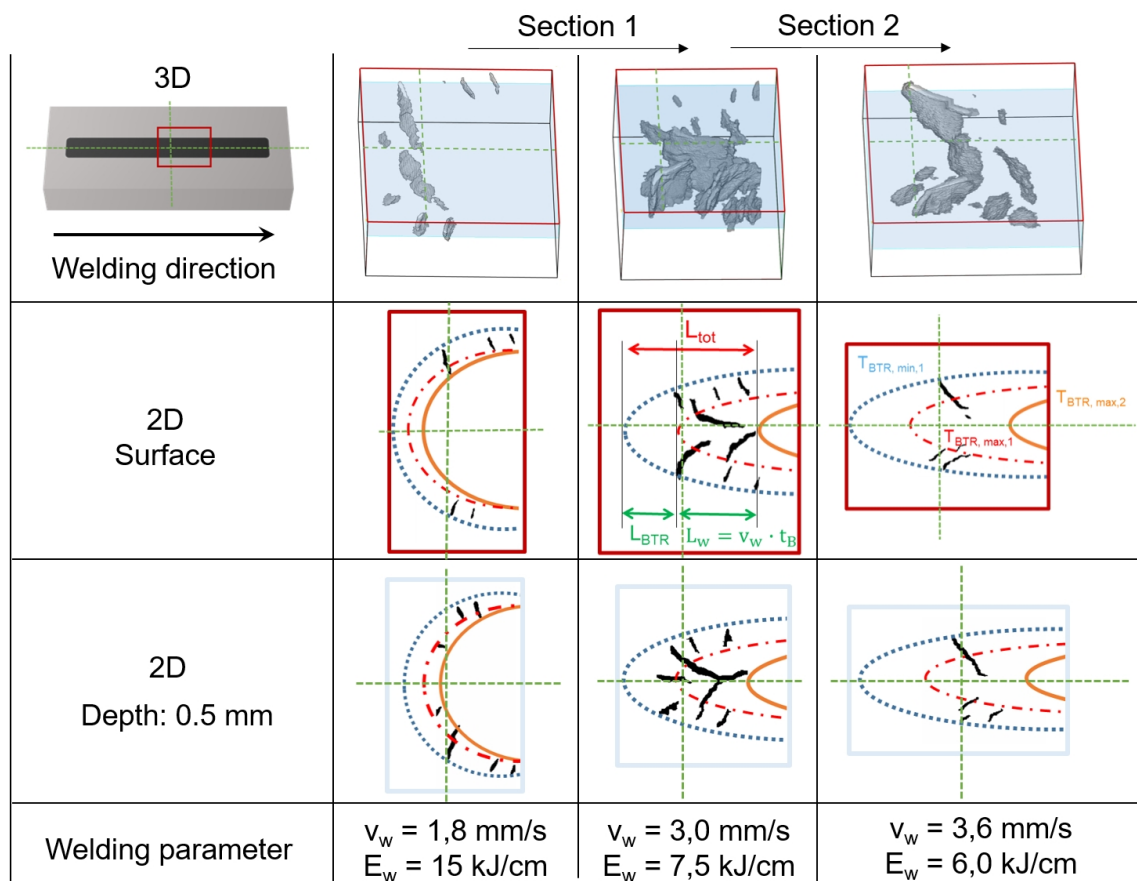 Section 1
Section 2
3D
Welding direction
2D
Surface
L_tot
L_BTR
L_w = v_w · t_B
T_BTR, min,1
T_BTR, max,2
T_BTR, max,1
2D
Depth: 0.5 mm
Welding parameter
v_w = 1,8 mm/s
E_w = 15 kJ/cm
v_w = 3,0 mm/s
E_w = 7,5 kJ/cm
v_w = 3,6 mm/s
E_w = 6,0 kJ/cm